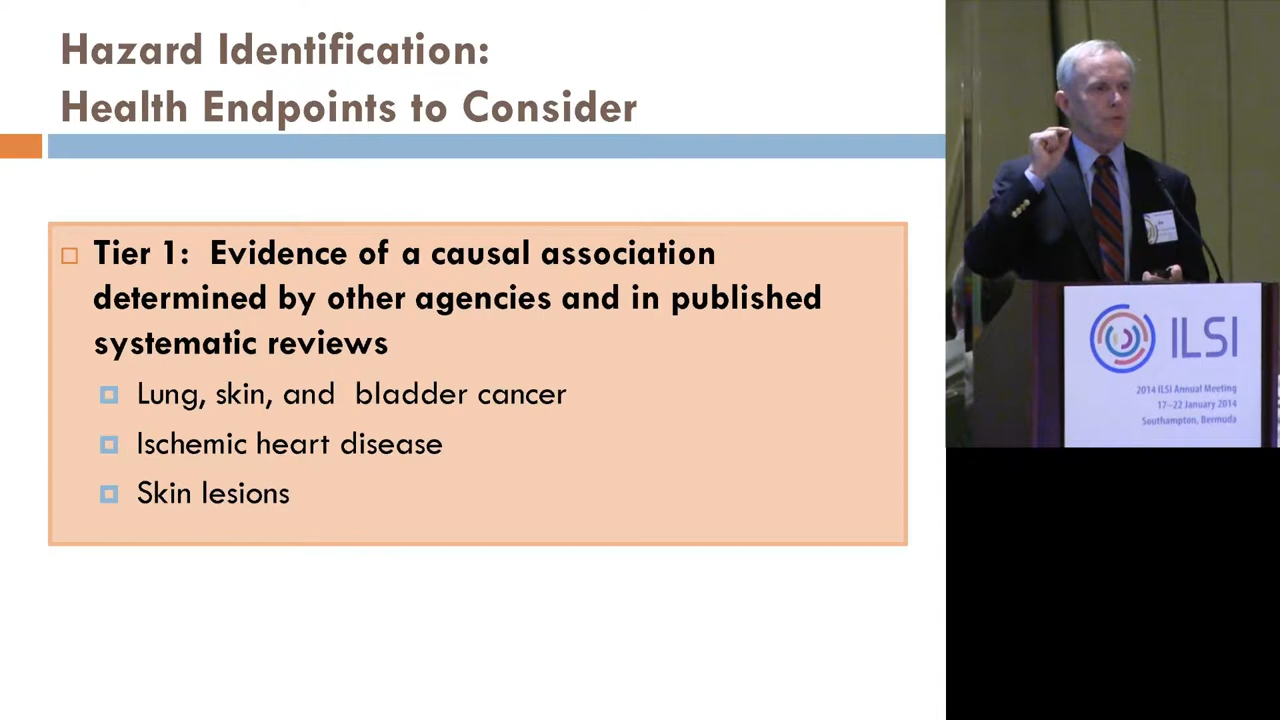 Hazard Identification:
Health Endpoints to Consider
Tier 1: Evidence of a causal association
determined by other agencies and in published
systematic reviews
Lung, skin, and bladder cancer
Ischemic heart disease
Skin lesions
ILSI
2014 ILSI Annual Meeting
17–22 January 2014
Southampton, Bermuda